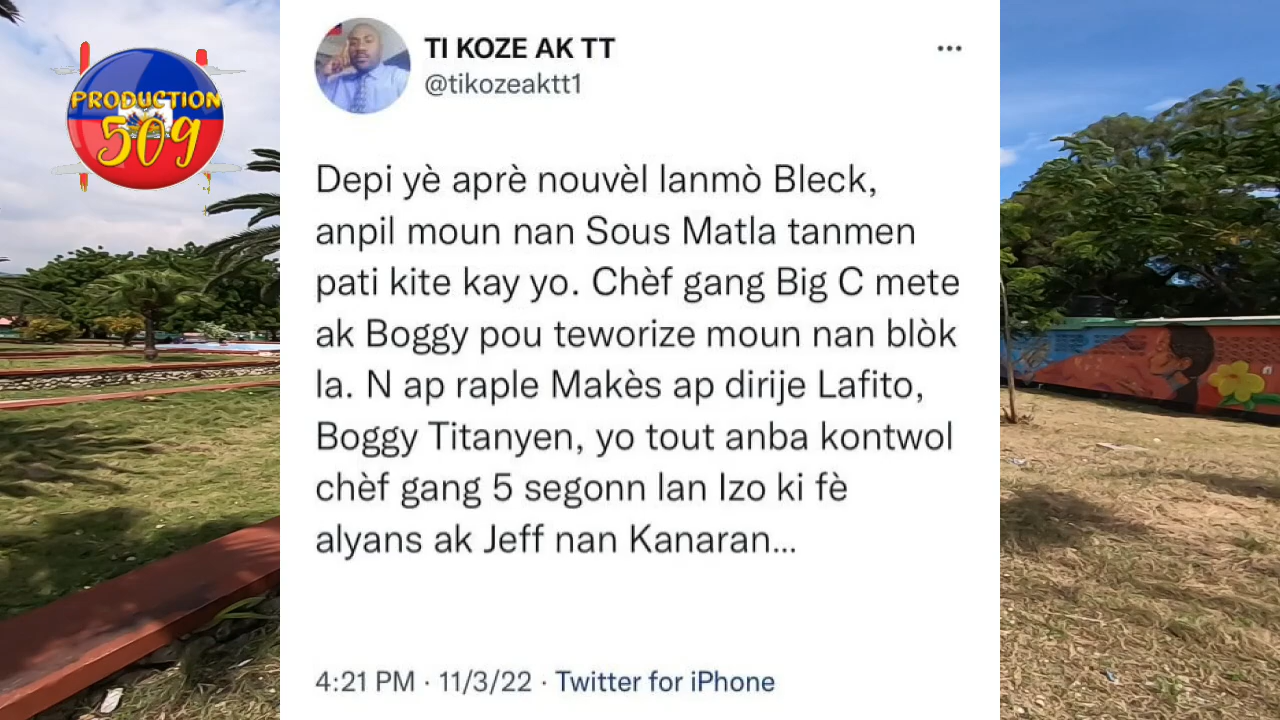 PRODUCTION
509
TI KOZE AK TT
@tikozeaktt1
Depi yè aprè nouvèl lanmò Bleck,
anpil moun nan Sous Matla tanmen
pati kite kay yo. Chèf gang Big C mete
ak Boggy pou teworize moun nan blòk
la. N ap raple Makès ap dirije Lafito,
Boggy Titanyen, yo tout anba kontwol
chèf gang 5 segonn lan Izo ki fè
alyans ak Jeff nan Kanaran...
4:21 PM · 11/3/22 · Twitter for iPhone